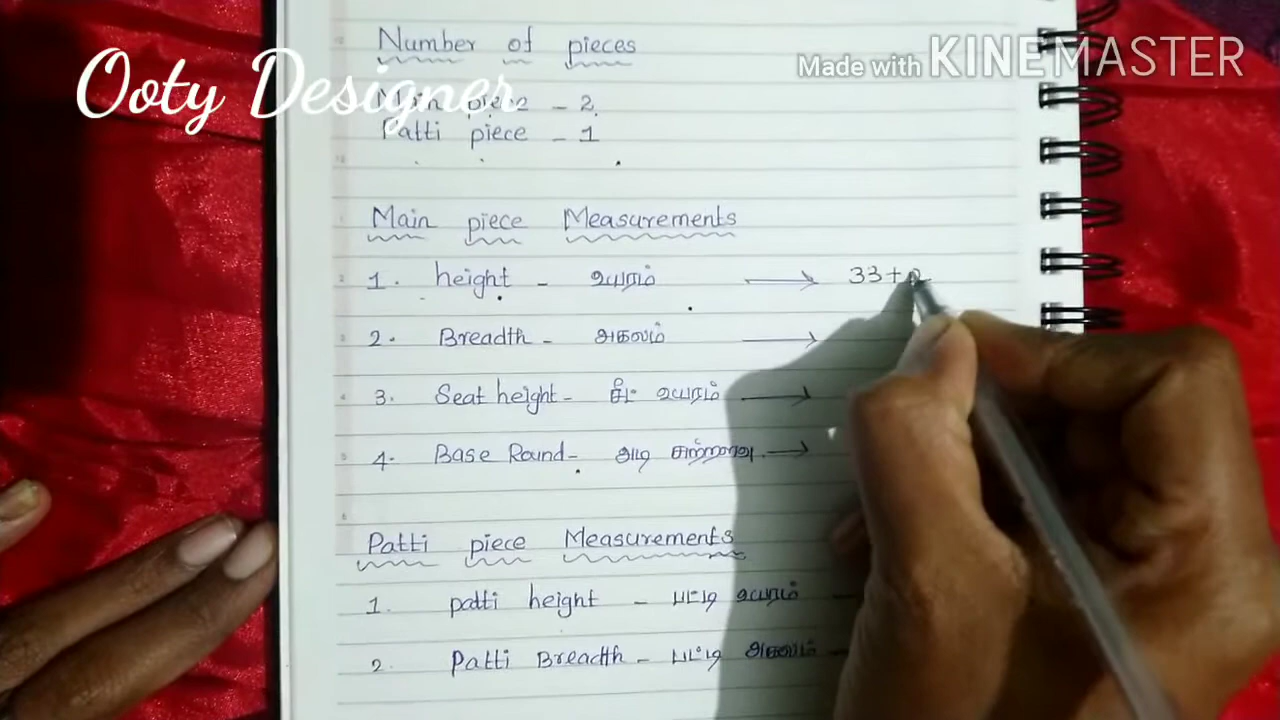 Number of pieces
Made with KINEMASTER
Ooty Designer
Main piece - 2
Patti piece - 1
Main piece Measurements
1. height - உயரம் → 33+2
2. Breadth - அகலம் →
3. Seat height - சீட் உயரம் →
4. Base Round - அடி சுற்றளவு →
Patti piece Measurements
1. patti height - பட்டி உயரம் -
2. Patti Breadth - பட்டி அகலம் -